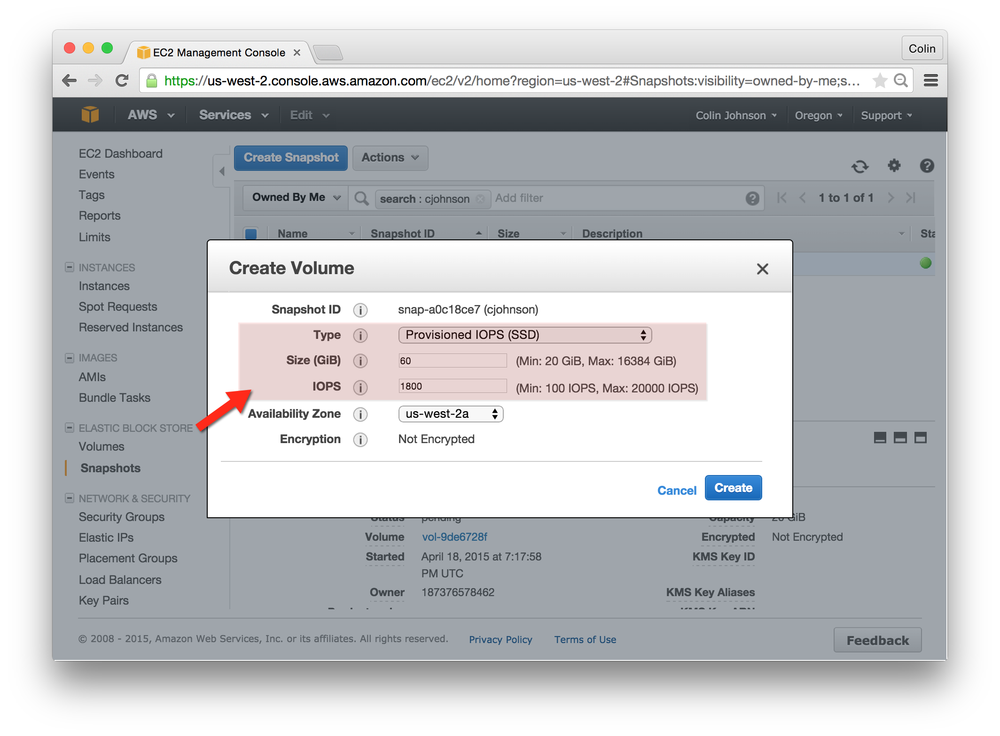 EC2 Management Console
Colin
https://us-west-2.console.aws.amazon.com/ec2/v2/home?region=us-west-2#Snapshots:visibility=owned-by-me;s...
AWS Services Edit Colin Johnson Oregon Support
EC2 Dashboard
Events
Tags
Reports
Limits
INSTANCES
Instances
Spot Requests
Reserved Instances
IMAGES
AMIs
Bundle Tasks
ELASTIC BLOCK STORE
Volumes
Snapshots
NETWORK & SECURITY
Security Groups
Elastic IPs
Placement Groups
Load Balancers
Key Pairs
Create Snapshot Actions
Owned By Me search : cjohnson Add filter 1 to 1 of 1
Name Snapshot ID Size Description Sta
Create Volume
Snapshot ID snap-a0c18ce7 (cjohnson)
Type Provisioned IOPS (SSD)
Size (GiB) 60 (Min: 20 GiB, Max: 16384 GiB)
IOPS 1800 (Min: 100 IOPS, Max: 20000 IOPS)
Availability Zone us-west-2a
Encryption Not Encrypted
Cancel Create
Status pending Capacity GiB
Volume vol-9de6728f Encrypted Not Encrypted
Started April 18, 2015 at 7:17:58 KMS Key ID
PM UTC
Owner 187376578462 KMS Key Aliases
KMS Key ARN
© 2008 - 2015, Amazon Web Services, Inc. or its affiliates. All rights reserved. Privacy Policy Terms of Use Feedback